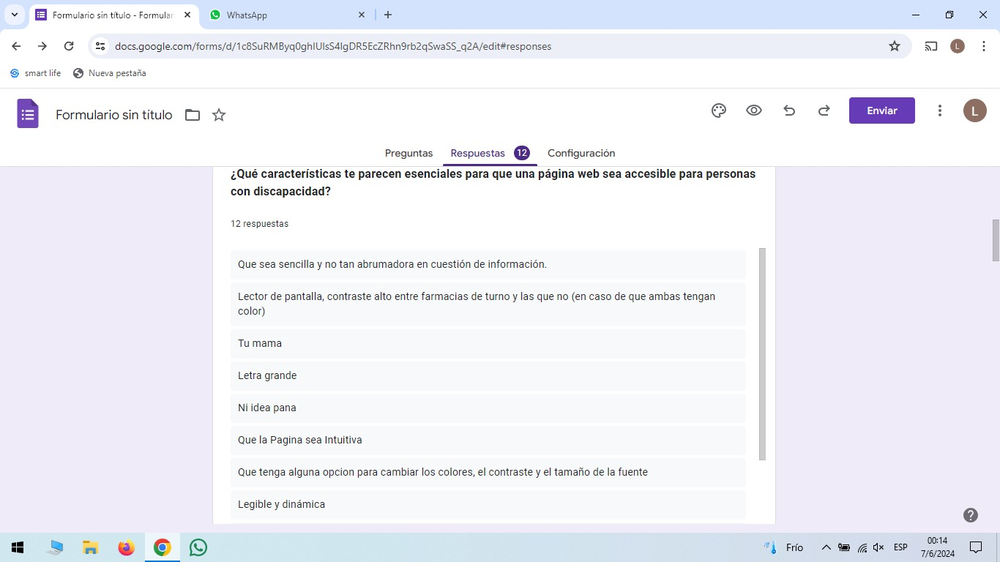 Formulario sin título - Formular
WhatsApp
docs.google.com/forms/d/1c8SuRMByq0ghlUlsS4lgDR5EcZRhn9rb2qSwaSS_q2A/edit#responses
L
smart life
Nueva pestaña
Formulario sin título
Enviar
L
Preguntas
Respuestas 12
Configuración
¿Qué características te parecen esenciales para que una página web sea accesible para personas
con discapacidad?
12 respuestas
Que sea sencilla y no tan abrumadora en cuestión de información.
Lector de pantalla, contraste alto entre farmacias de turno y las que no (en caso de que ambas tengan
color)
Tu mama
Letra grande
Ni idea pana
Que la Pagina sea Intuitiva
Que tenga alguna opcion para cambiar los colores, el contraste y el tamaño de la fuente
Legible y dinámica
Frío
ESP
00:14
7/6/2024